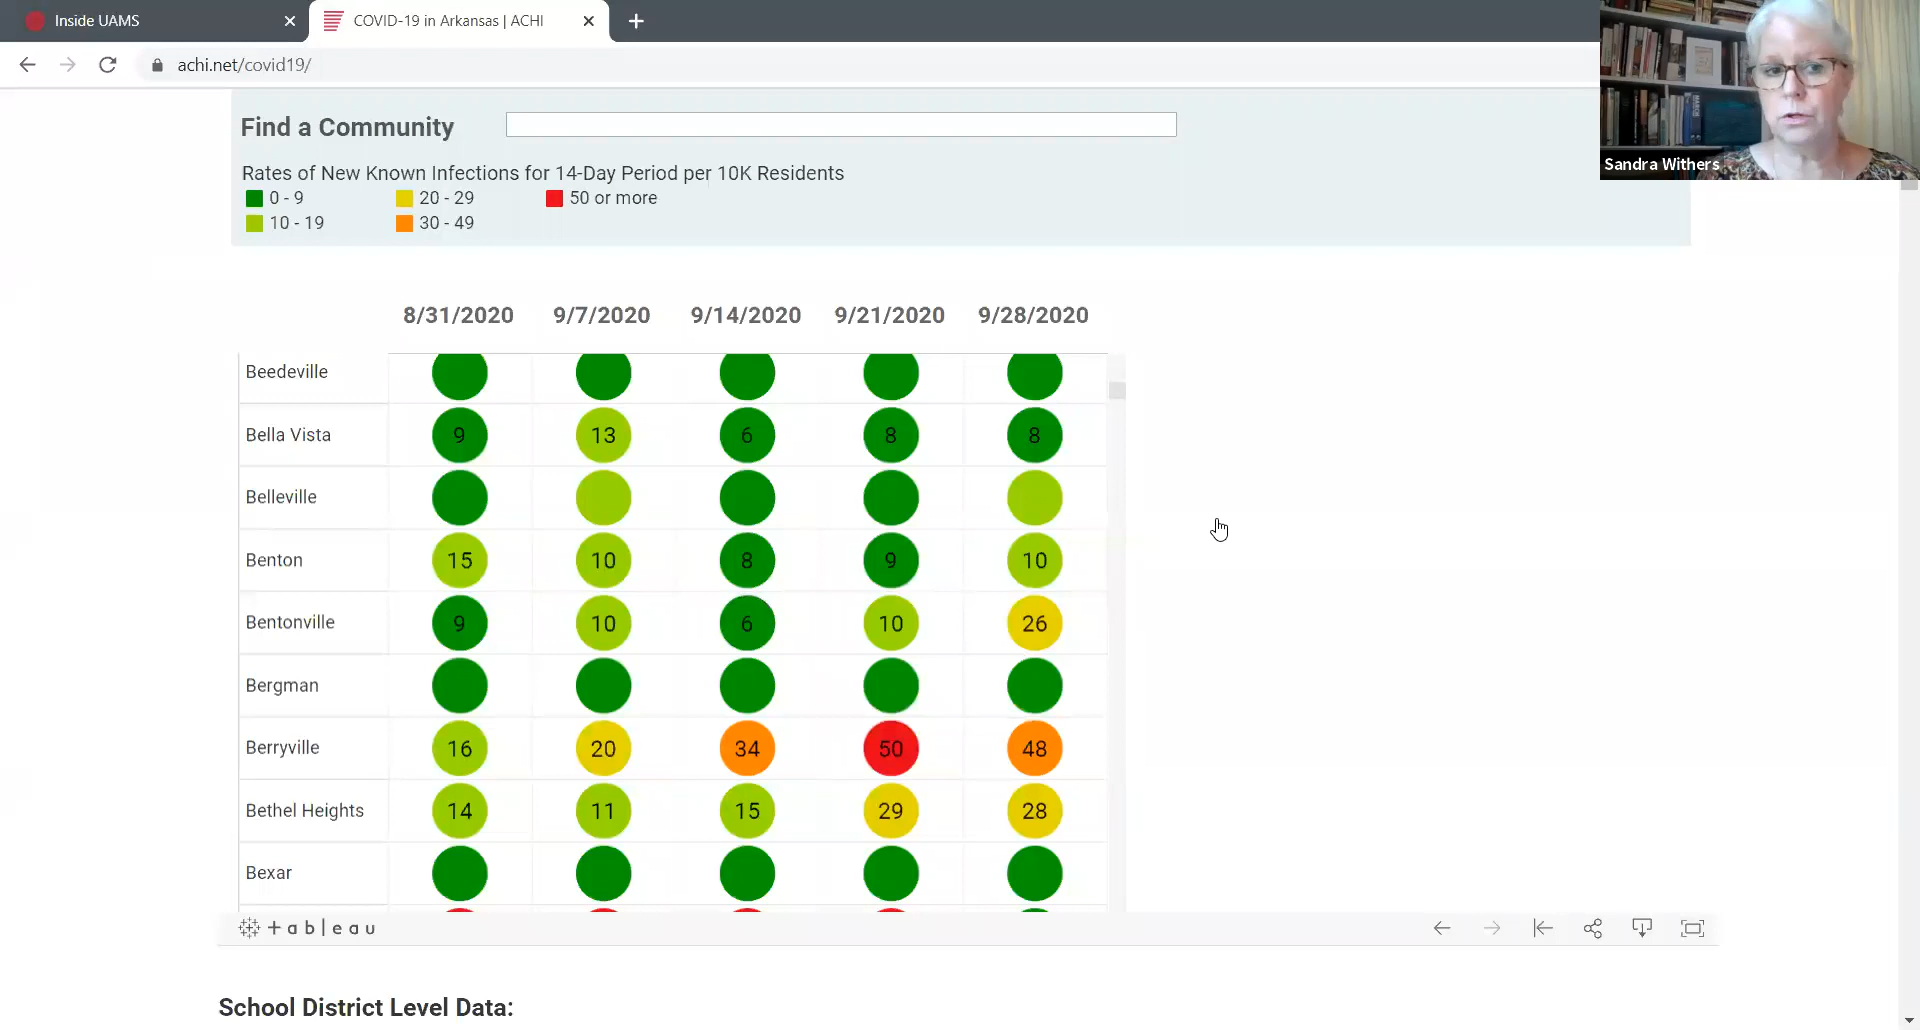 Inside UAMS
COVID-19 in Arkansas | ACHI
achi.net/covid19/
Sandra Withers
Find a Community
Rates of New Known Infections for 14-Day Period per 10K Residents
0 - 9
20 - 29
50 or more
10 - 19
30 - 49
8/31/2020 9/7/2020 9/14/2020 9/21/2020 9/28/2020
Beedeville
Bella Vista 9 13 6 8 8
Belleville
Benton 15 10 8 9 10
Bentonville 9 10 6 10 26
Bergman
Berryville 16 20 34 50 48
Bethel Heights 14 11 15 29 28
Bexar
+ableau
School District Level Data: